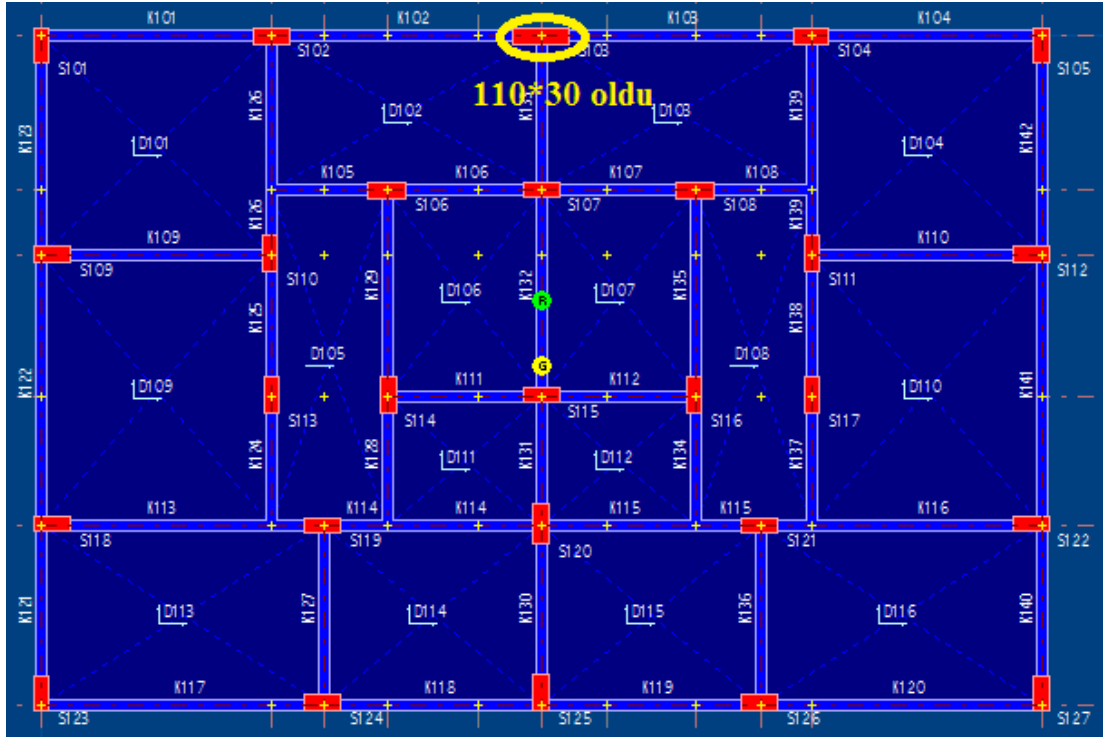 K101 K102 K103 K104
S101 S102 S103 S104 S105
110*30 oldu
K123 K126 K139 K142
D101 D102 D103 D104
K105 K106 K107 K108
S106 S107 S108
K126 K139
K109 K110
S109 S110 S111 S112
K129 K132 K135
D106 D107
R
K125 K138
D105 D108
G
K122 K141
D109 D110
K111 K112
S113 S114 S115 S116 S117
K124 K128 K131 K134 K137
D111 D112
K113 K114 K114 K115 K115 K116
S118 S119 S120 S121 S122
K121 K127 K130 K136 K140
D113 D114 D115 D116
K117 K118 K119 K120
S123 S124 S125 S126 S127